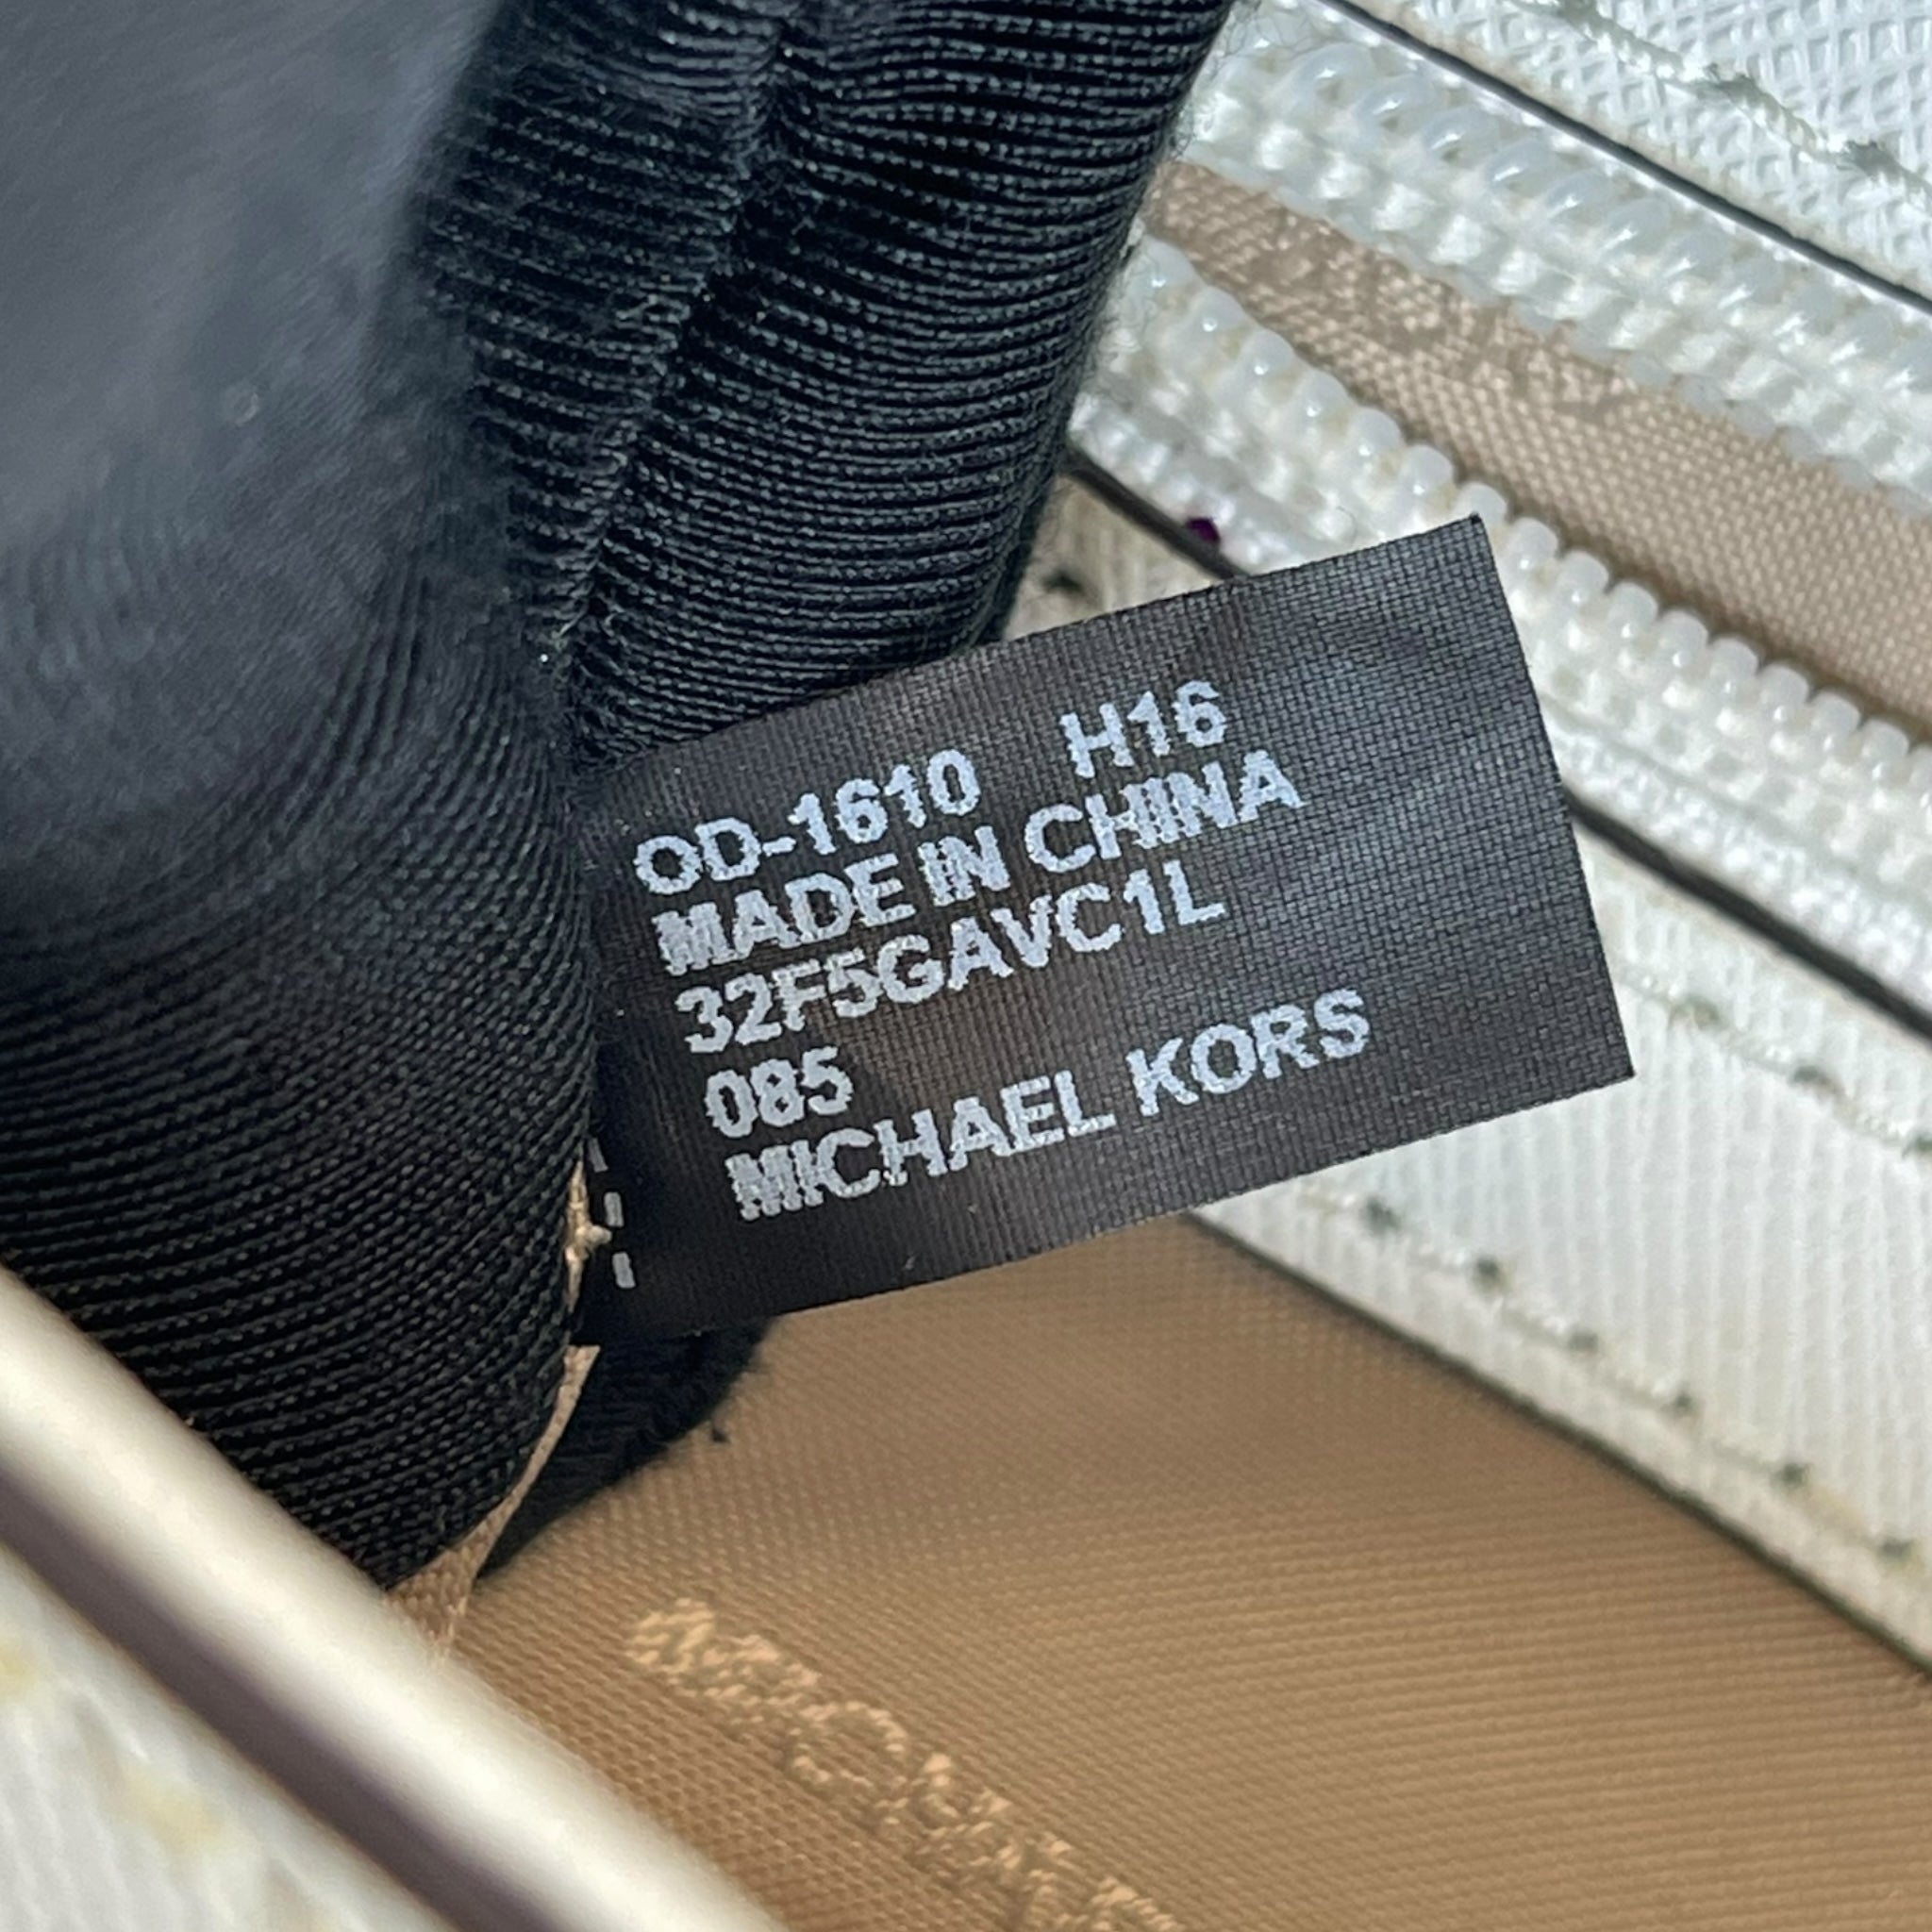 OD-1610 H16
MADE IN CHINA
32F5GAVC1L
085
MICHAEL KORS